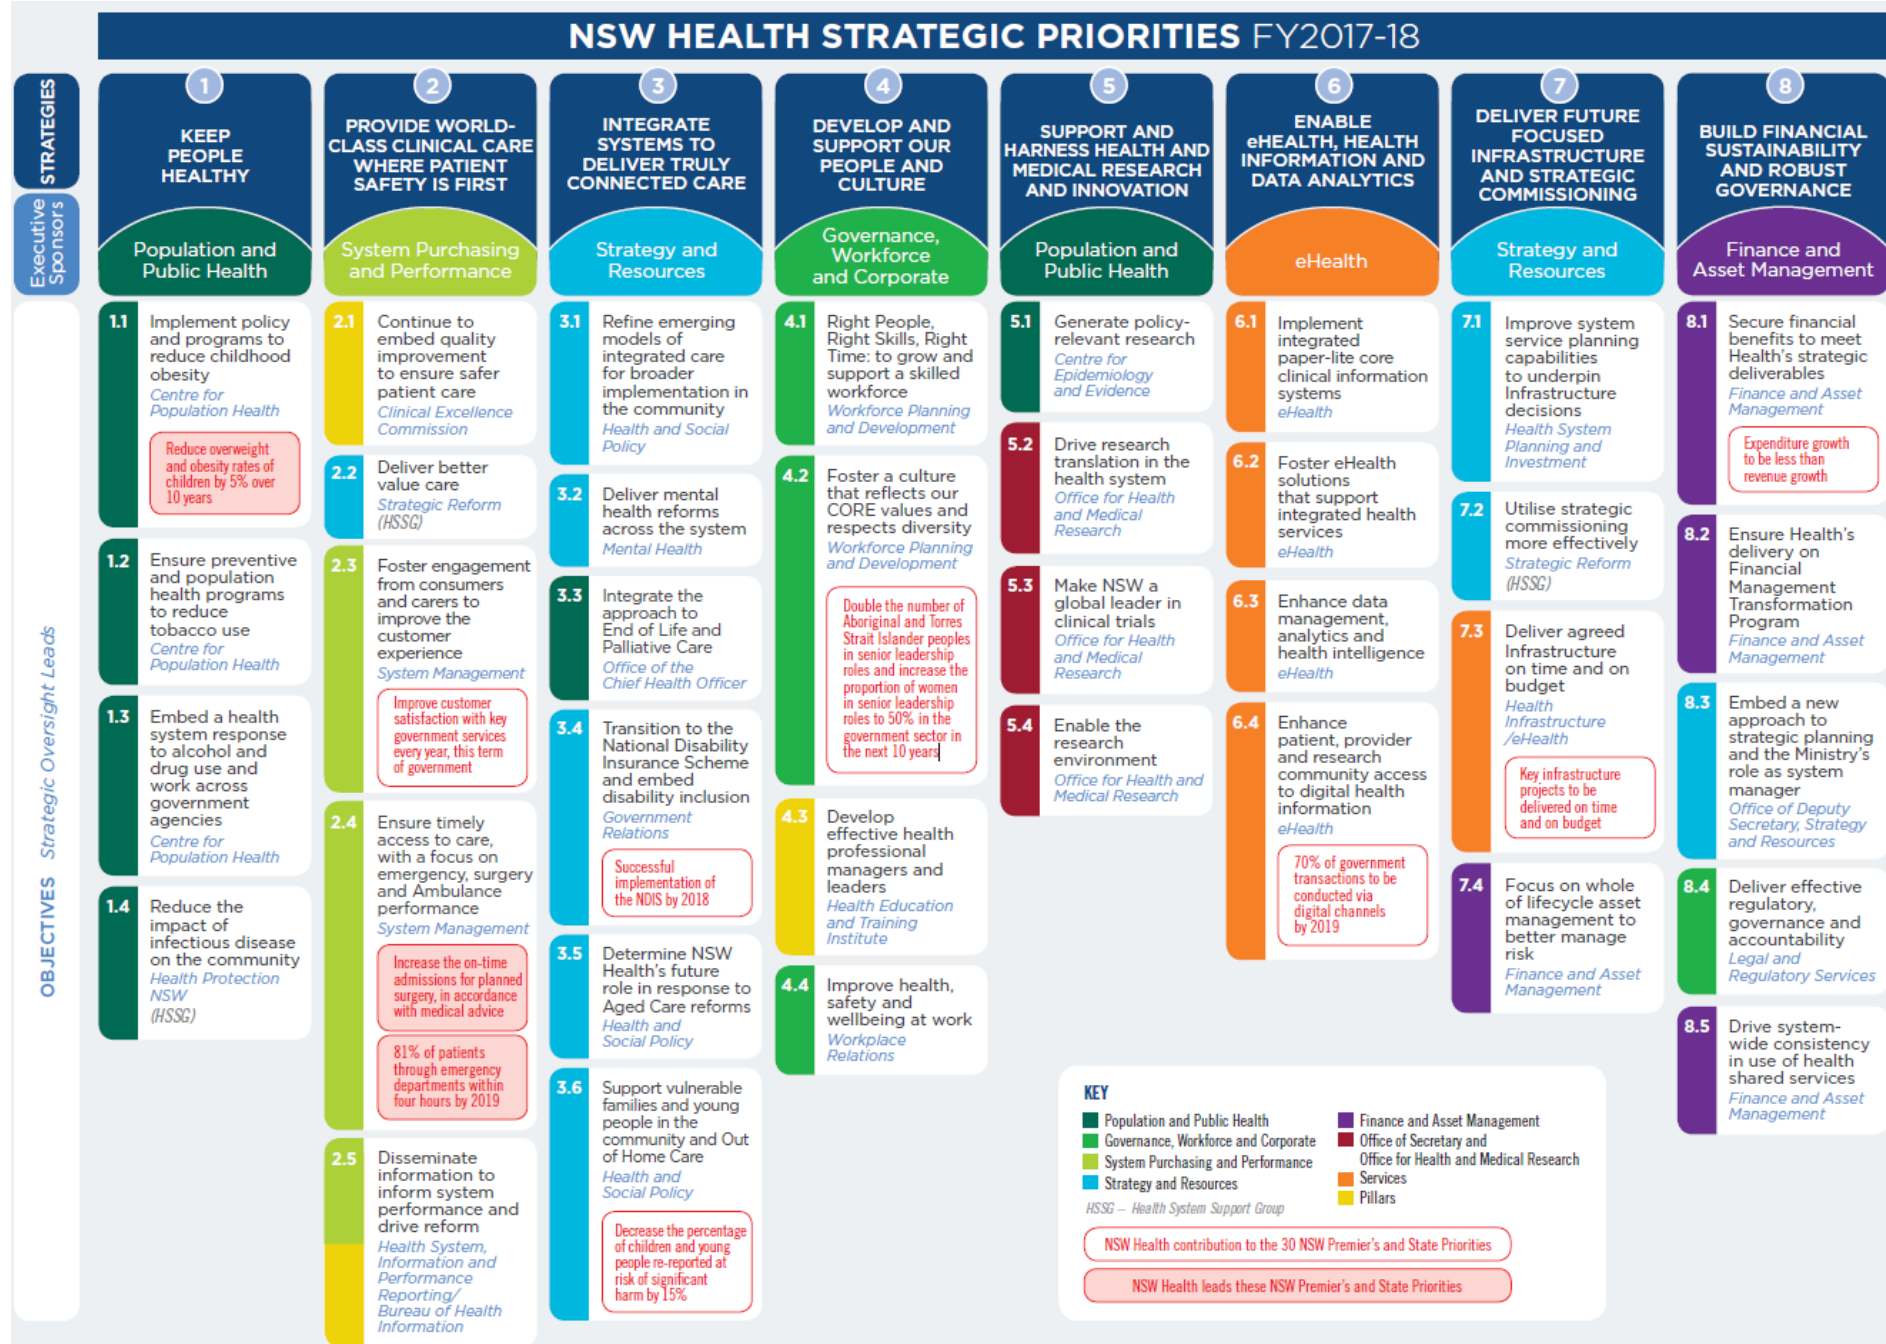 NSW HEALTH STRATEGIC PRIORITIES FY2017-18
STRATEGIES
Executive
Sponsors
OBJECTIVES Strategic Oversight Leads
1
KEEP
PEOPLE
HEALTHY
Population and
Public Health
1.1
Implement policy
and programs to
reduce childhood
obesity
Centre for
Population Health
Reduce overweight
and obesity rates of
children by 5% over
10 years
1.2
Ensure preventive
and population
health programs
to reduce
tobacco use
Centre for
Population Health
1.3
Embed a health
system response
to alcohol and
drug use and
work across
government
agencies
Centre for
Population Health
1.4
Reduce the
impact of
infectious disease
on the community
Health Protection
NSW
(HSSG)
2
PROVIDE WORLD-
CLASS CLINICAL CARE
WHERE PATIENT
SAFETY IS FIRST
System Purchasing
and Performance
2.1
Continue to
embed quality
improvement
to ensure safer
patient care
Clinical Excellence
Commission
2.2
Deliver better
value care
Strategic Reform
(HSSG)
2.3
Foster engagement
from consumers
and carers to
improve the
customer
experience
System Management
Improve customer
satisfaction with key
government services
every year, this term
of government
2.4
Ensure timely
access to care,
with a focus on
emergency, surgery
and Ambulance
performance
System Management
Increase the on-time
admissions for planned
surgery, in accordance
with medical advice
81% of patients
through emergency
departments within
four hours by 2019
2.5
Disseminate
information to
inform system
performance and
drive reform
Health System,
Information and
Performance
Reporting/
Bureau of Health
Information
3
INTEGRATE
SYSTEMS TO
DELIVER TRULY
CONNECTED CARE
Strategy and
Resources
3.1
Refine emerging
models of
integrated care
for broader
implementation in
the community
Health and Social
Policy
3.2
Deliver mental
health reforms
across the system
Mental Health
3.3
Integrate the
approach to
End of Life and
Palliative Care
Office of the
Chief Health Officer
3.4
Transition to the
National Disability
Insurance Scheme
and embed
disability inclusion
Government
Relations
Successful
implementation of
the NDIS by 2018
3.5
Determine NSW
Health's future
role in response to
Aged Care reforms
Health and
Social Policy
3.6
Support vulnerable
families and young
people in the
community and Out
of Home Care
Health and
Social Policy
Decrease the percentage
of children and young
people re-reported at
risk of significant
harm by 15%
4
DEVELOP AND
SUPPORT OUR
PEOPLE AND
CULTURE
Governance,
Workforce
and Corporate
4.1
Right People,
Right Skills, Right
Time: to grow and
support a skilled
workforce
Workforce Planning
and Development
4.2
Foster a culture
that reflects our
CORE values and
respects diversity
Workforce Planning
and Development
Double the number of
Aboriginal and Torres
Strait Islander peoples
in senior leadership
roles and increase the
proportion of women
in senior leadership
roles to 50% in the
government sector in
the next 10 years
4.3
Develop
effective health
professional
managers and
leaders
Health Education
and Training
Institute
4.4
Improve health,
safety and
wellbeing at work
Workplace
Relations
5
SUPPORT AND
HARNESS HEALTH AND
MEDICAL RESEARCH
AND INNOVATION
Population and
Public Health
5.1
Generate policy-
relevant research
Centre for
Epidemiology
and Evidence
5.2
Drive research
translation in the
health system
Office for Health
and Medical
Research
5.3
Make NSW a
global leader in
clinical trials
Office for Health
and Medical
Research
5.4
Enable the
research
environment
Office for Health and
Medical Research
6
ENABLE
eHEALTH, HEALTH
INFORMATION AND
DATA ANALYTICS
eHealth
6.1
Implement
integrated
paper-lite core
clinical information
systems
eHealth
6.2
Foster eHealth
solutions
that support
integrated health
services
eHealth
6.3
Enhance data
management,
analytics and
health intelligence
eHealth
6.4
Enhance
patient, provider
and research
community access
to digital health
information
eHealth
70% of government
transactions to be
conducted via
digital channels
by 2019
7
DELIVER FUTURE
FOCUSED
INFRASTRUCTURE
AND STRATEGIC
COMMISSIONING
Strategy and
Resources
7.1
Improve system
service planning
capabilities
to underpin
Infrastructure
decisions
Health System
Planning and
Investment
7.2
Utilise strategic
commissioning
more effectively
Strategic Reform
(HSSG)
7.3
Deliver agreed
Infrastructure
on time and on
budget
Health
Infrastructure
/eHealth
Key infrastructure
projects to be
delivered on time
and on budget
7.4
Focus on whole
of lifecycle asset
management to
better manage
risk
Finance and Asset
Management
8
BUILD FINANCIAL
SUSTAINABILITY
AND ROBUST
GOVERNANCE
Finance and
Asset Management
8.1
Secure financial
benefits to meet
Health's strategic
deliverables
Finance and Asset
Management
Expenditure growth
to be less than
revenue growth
8.2
Ensure Health's
delivery on
Financial
Management
Transformation
Program
Finance and Asset
Management
8.3
Embed a new
approach to
strategic planning
and the Ministry's
role as system
manager
Office of Deputy
Secretary, Strategy
and Resources
8.4
Deliver effective
regulatory,
governance and
accountability
Legal and
Regulatory Services
8.5
Drive system-
wide consistency
in use of health
shared services
Finance and Asset
Management
KEY
Population and Public Health
Governance, Workforce and Corporate
System Purchasing and Performance
Strategy and Resources
HSSG – Health System Support Group
Finance and Asset Management
Office of Secretary and
Office for Health and Medical Research
Services
Pillars
NSW Health contribution to the 30 NSW Premier's and State Priorities
NSW Health leads these NSW Premier's and State Priorities